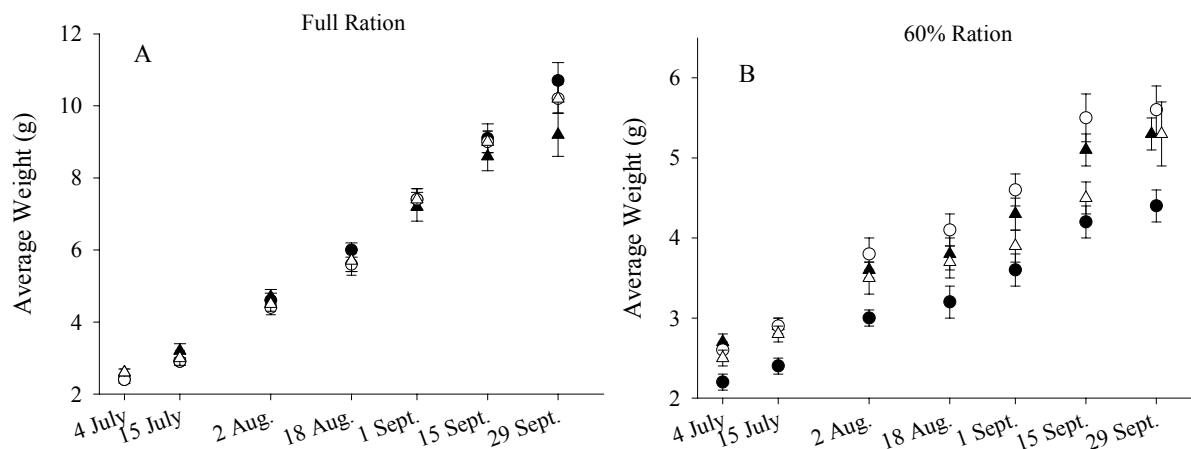 Full Ration
A
Average Weight (g)
12
10
8
6
4
2
4 July
15 July
2 Aug.
18 Aug.
1 Sept.
15 Sept.
29 Sept.
60% Ration
B
Average Weight (g)
6
5
4
3
2
4 July
15 July
2 Aug.
18 Aug.
1 Sept.
15 Sept.
29 Sept.